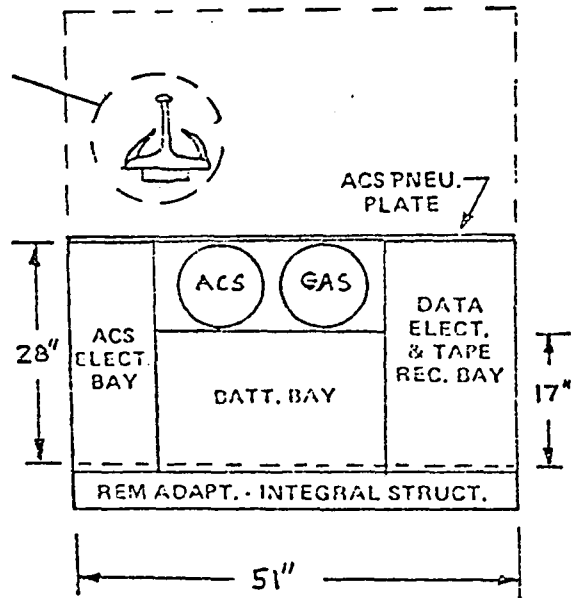 ACS PNEU.
PLATE
ACS
GAS
ACS
ELECT.
BAY
DATA
ELECT.
& TAPE
REC. BAY
28"
BATT. BAY
17"
REM ADAPT. - INTEGRAL STRUCT.
51"